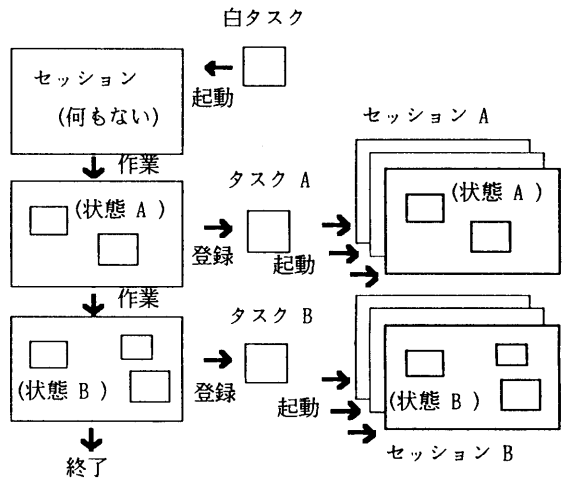 白タスク
セッション
(何もない)
起動
セッション A
作業
タスク A
(状態 A )
登録
起動
(状態 A )
作業
タスク B
(状態 B )
登録
起動
(状態 B )
終了
セッション B